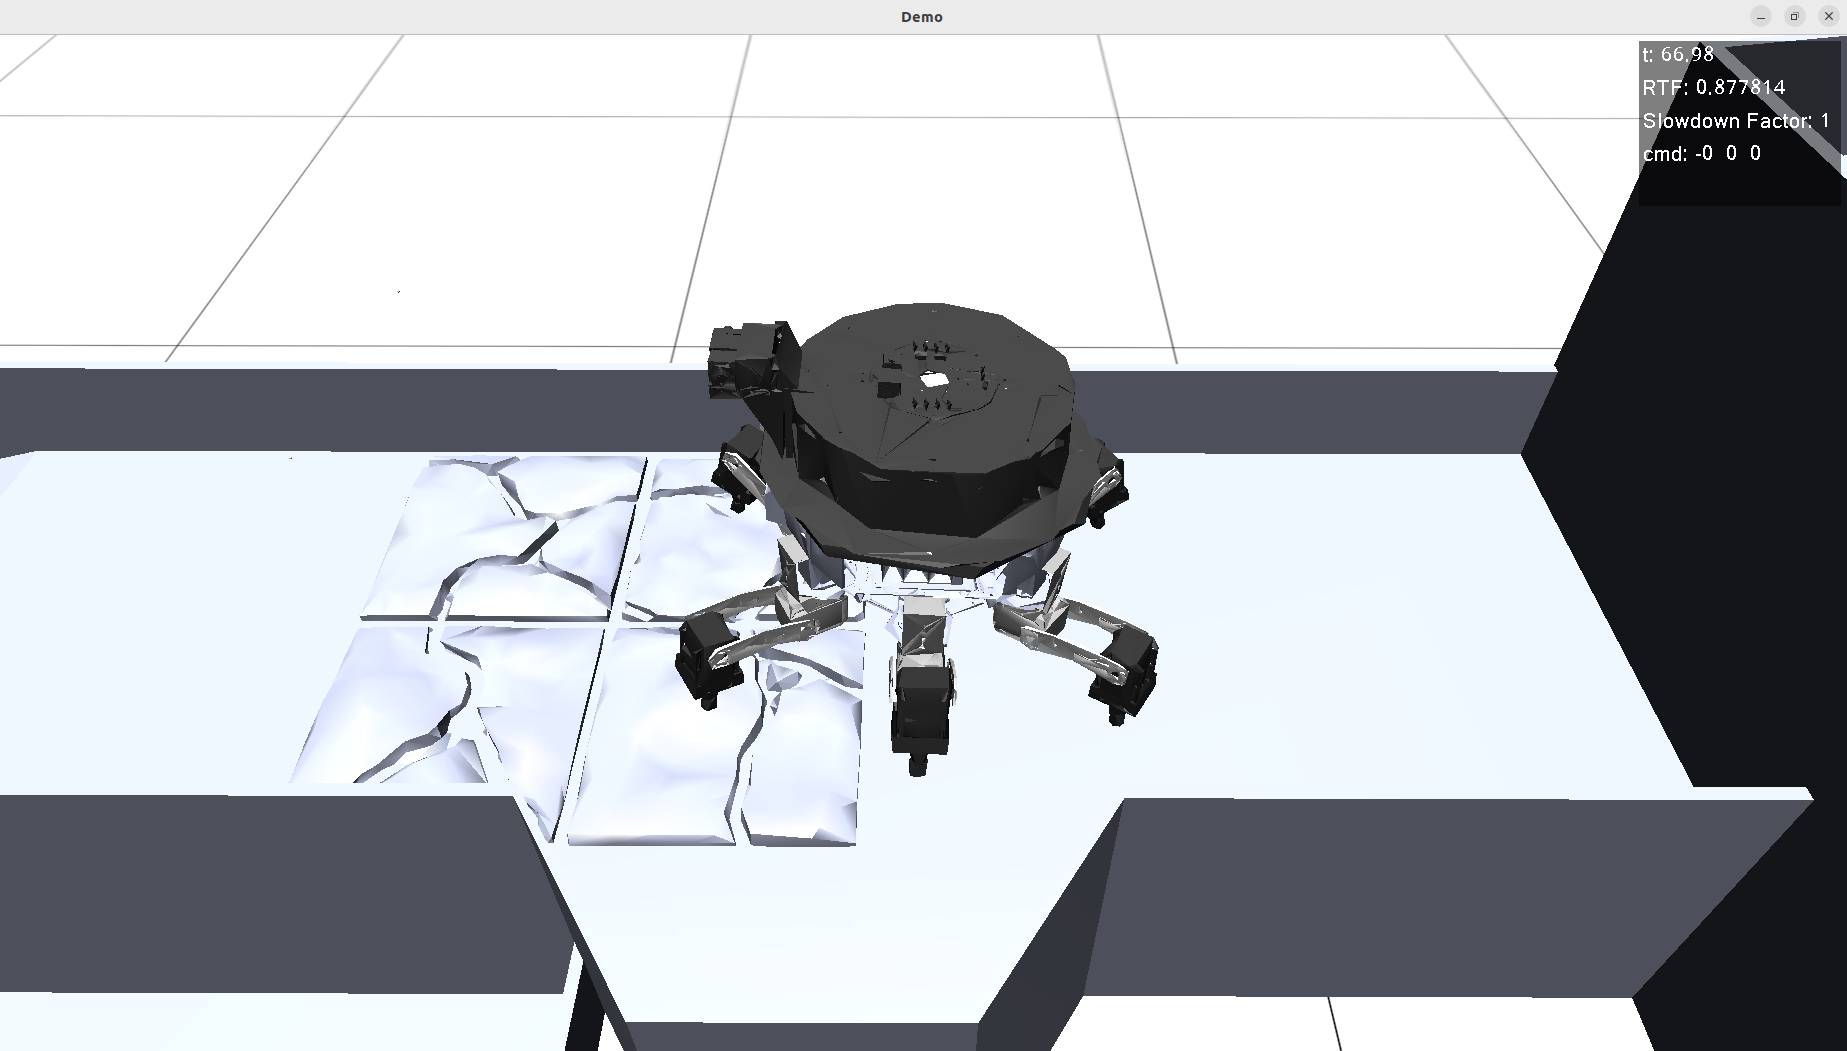 Demo
t: 66.98
RTF: 0.877814
Slowdown Factor: 1
cmd: -0 0 0